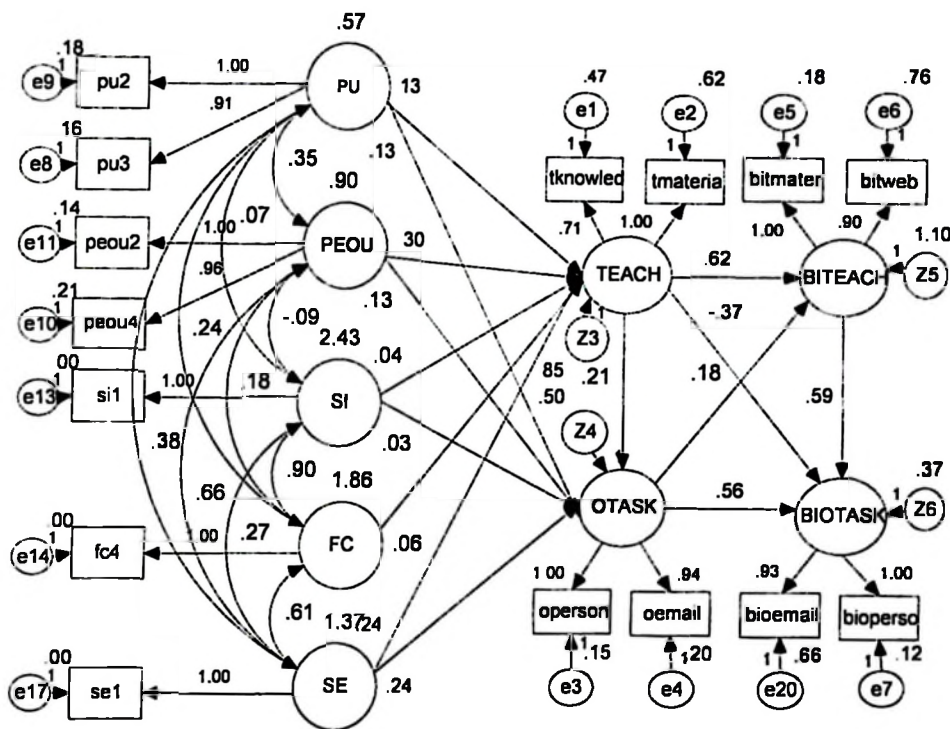 .57
.18
e9
1
pu2
1.00
PU
13
.91
.16
e8
1
pu3
.35
.13
.90
.14
e11
1
peou2
.07
1.00
PEOU
30
.96
.21
e10
1
peou4
.24
-.09
.13
2.43
.00
e13
1
si1
1.00
.18
SI
.04
.38
.66
.90
.03
1.86
.00
e14
1
fc4
1.00
.27
FC
.06
.61
1.37
24
.00
e17
1
se1
1.00
SE
.24
.47
.62
.18
.76
e1
e2
e5
e6
1
1
1
1
tknowled
tmateria
bitmater
bitweb
.71
1.00
1.00
.90
1.10
TEACH
.62
BITEACH
1
Z5
-.37
Z3
1
85
.21
.18
.59
.50
Z4
.37
OTASK
.56
BIOTASK
1
Z6
1 00
.94
.93
1.00
operson
oemail
bioemail
bioperso
1
.15
1
.20
1
.66
1
.12
e3
e4
e20
e7